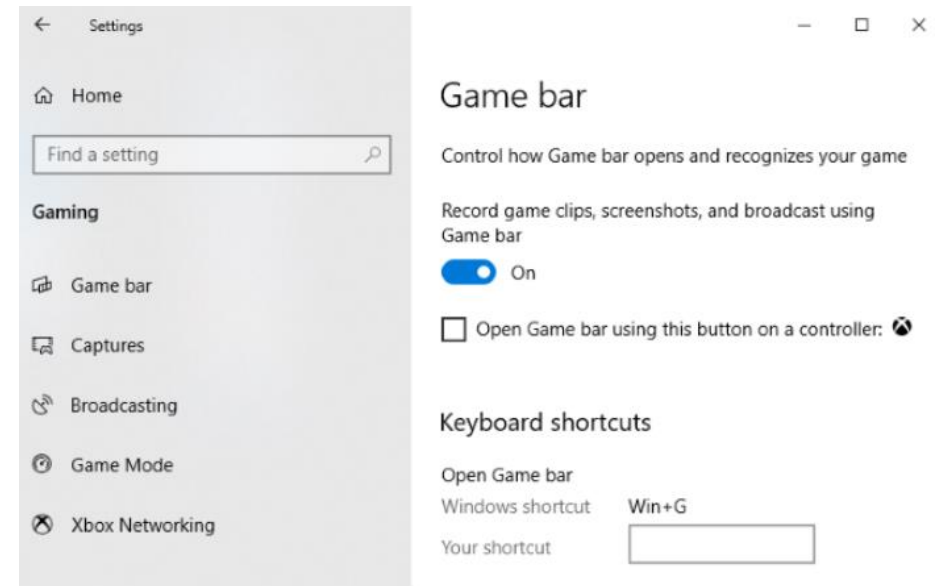 Settings
Home
Find a setting
Gaming
Game bar
Captures
Broadcasting
Game Mode
Xbox Networking
Game bar
Control how Game bar opens and recognizes your game
Record game clips, screenshots, and broadcast using
Game bar
On
Open Game bar using this button on a controller:
Keyboard shortcuts
Open Game bar
Windows shortcut Win+G
Your shortcut